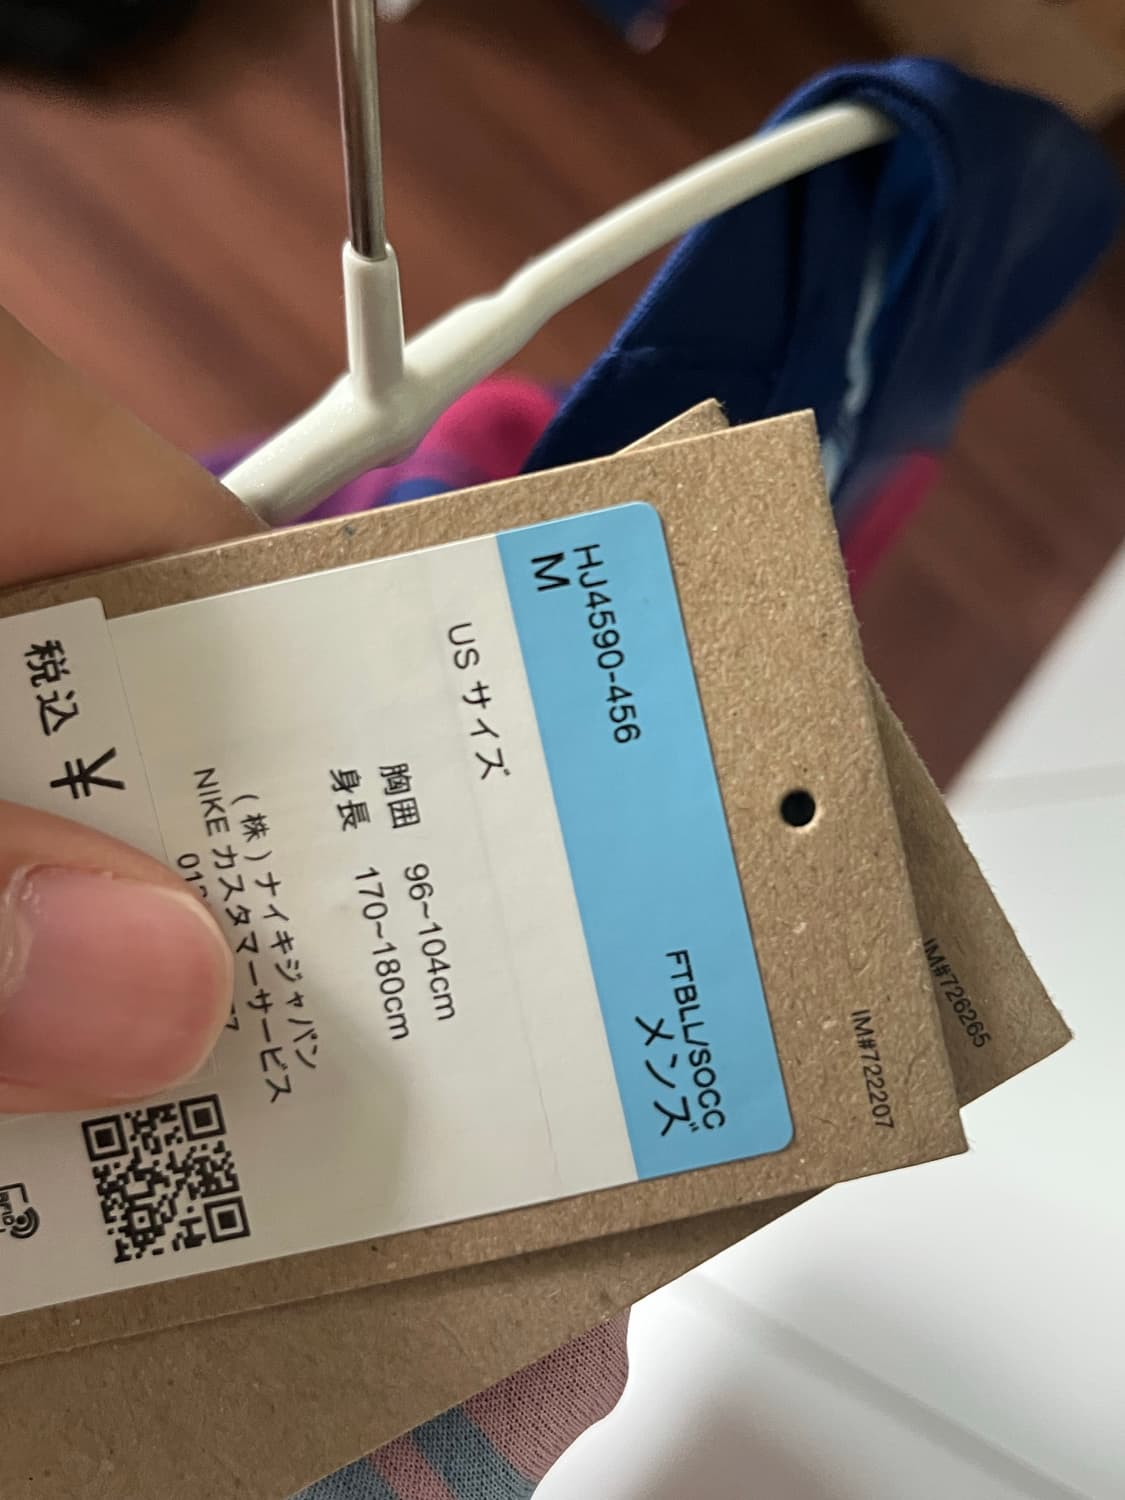 HJ4590-456
M
FTBLL/SOCC
メンズ
US サイズ
胸囲 96~104cm
身長 170~180cm
(株)ナイキジャパン
NIKE カスタマーサービス
税込 ¥
IM#722207
IM#726265